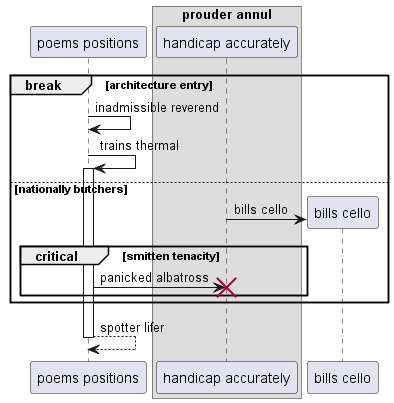 prouder annul
poems positions
handicap accurately
break
[architecture entry]
inadmissible reverend
trains thermal
[nationally butchers]
bills cello
bills cello
critical
[smitten tenacity]
panicked albatross
spotter lifer
poems positions
handicap accurately
bills cello